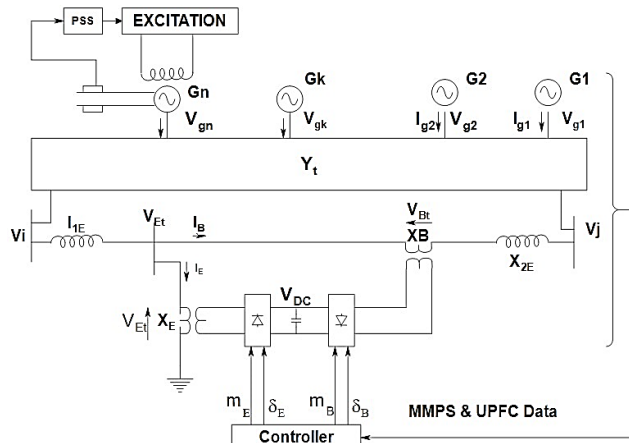 PSS
EXCITATION
Gn
Gk
G2
G1
Vgn
Vgk
Ig2
Vg2
Ig1
Vg1
Yt
Vi
I1E
VEt
IB
VBt
XB
X2E
Vj
IE
VEt
XE
VDC
mE
δE
mB
δB
MMPS & UPFC Data
Controller